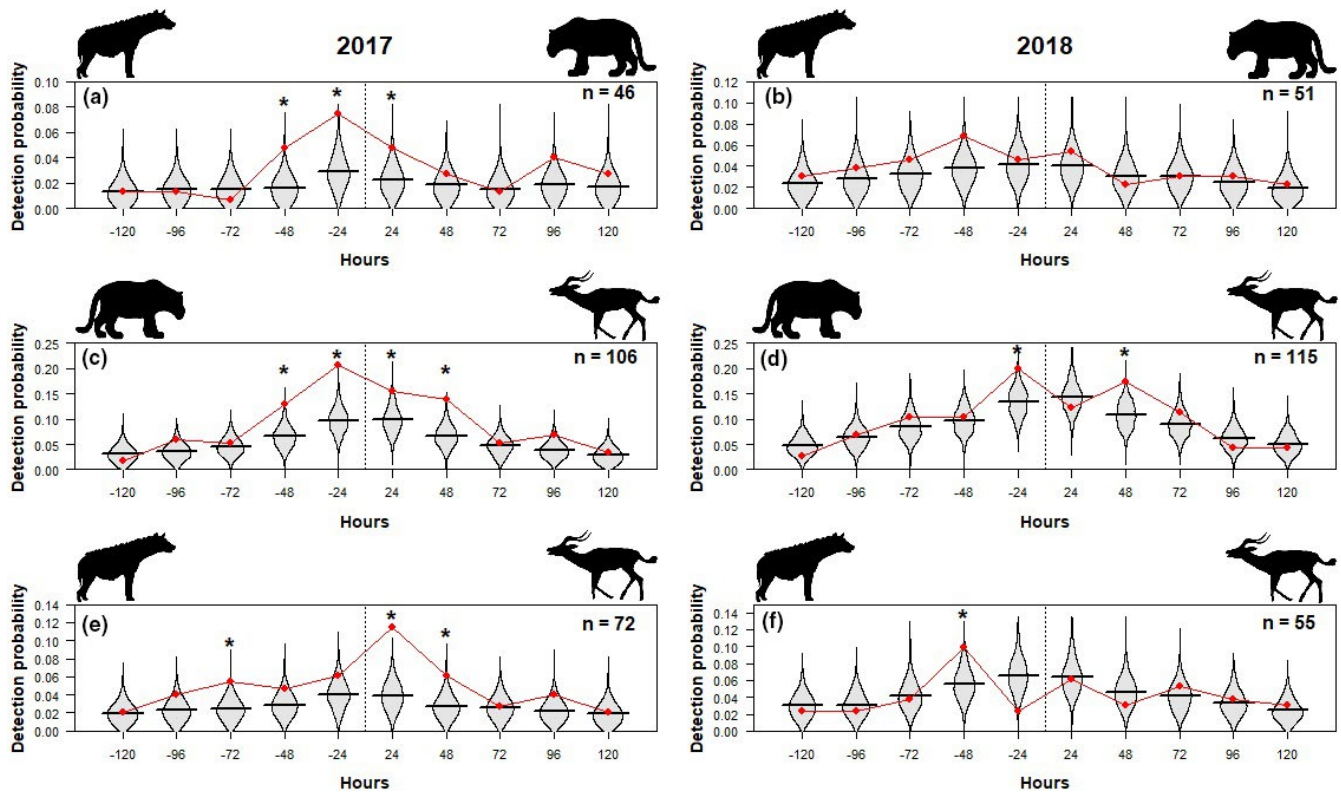 2017
2018
Detection probability
0.10
0.08
0.06
0.04
0.02
0.00
(a)
* * *
n = 46
-120 -96 -72 -48 -24 24 48 72 96 120
Hours
Detection probability
0.12
0.10
0.08
0.06
0.04
0.02
0.00
(b)
n = 51
-120 -96 -72 -48 -24 24 48 72 96 120
Hours
Detection probability
0.25
0.20
0.15
0.10
0.05
0.00
(c)
* * * *
n = 106
-120 -96 -72 -48 -24 24 48 72 96 120
Hours
Detection probability
0.25
0.20
0.15
0.10
0.05
0.00
(d)
* *
n = 115
-120 -96 -72 -48 -24 24 48 72 96 120
Hours
Detection probability
0.14
0.12
0.10
0.08
0.06
0.04
0.02
0.00
(e)
* * *
n = 72
-120 -96 -72 -48 -24 24 48 72 96 120
Hours
Detection probability
0.14
0.12
0.10
0.08
0.06
0.04
0.02
0.00
(f)
*
n = 55
-120 -96 -72 -48 -24 24 48 72 96 120
Hours